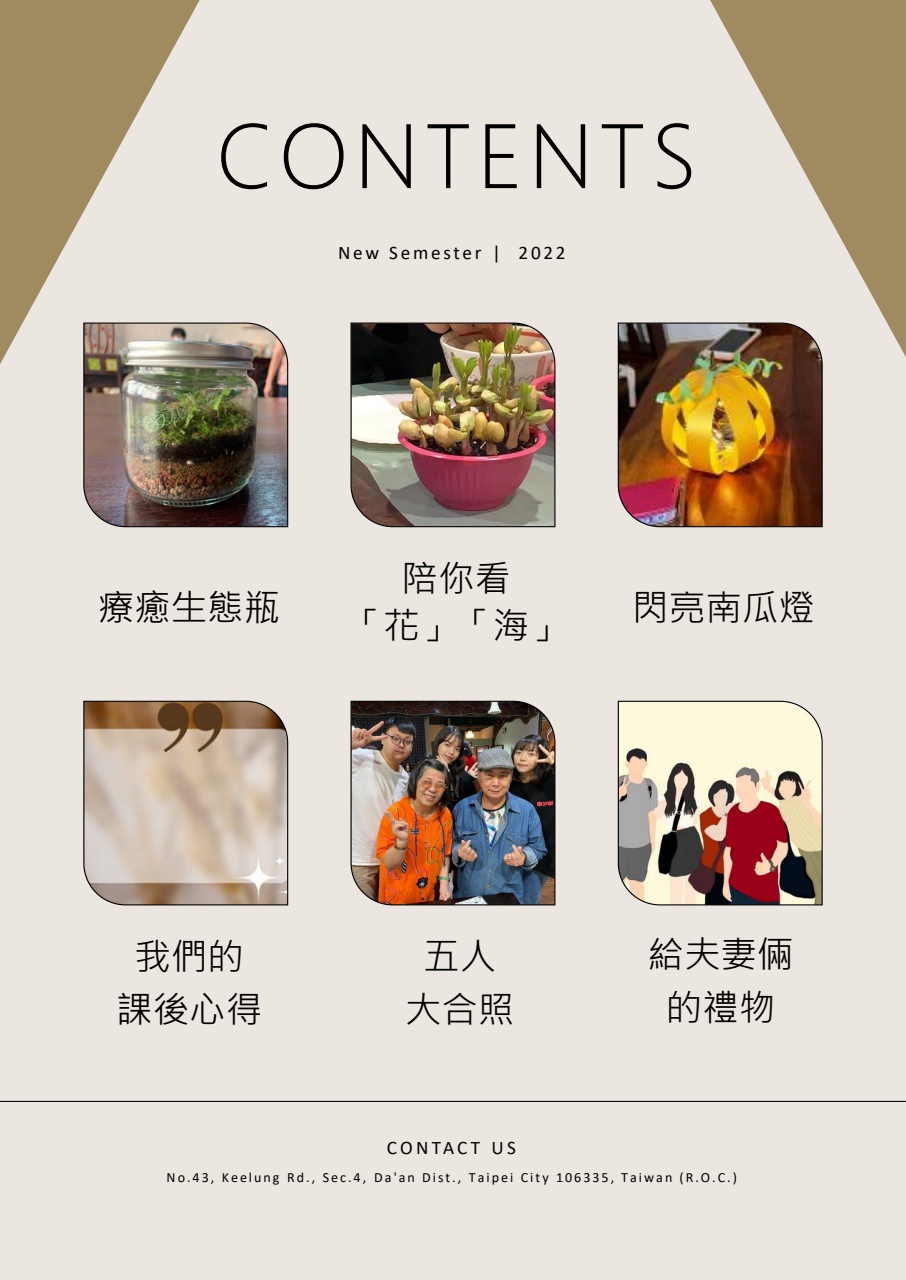 CONTENTS
New Semester | 2022
療癒生態瓶
陪你看
「花」「海」
閃亮南瓜燈
我們的
課後心得
五人
大合照
給夫妻倆
的禮物
CONTACT US
No.43, Keelung Rd., Sec.4, Da'an Dist., Taipei City 106335, Taiwan (R.O.C.)